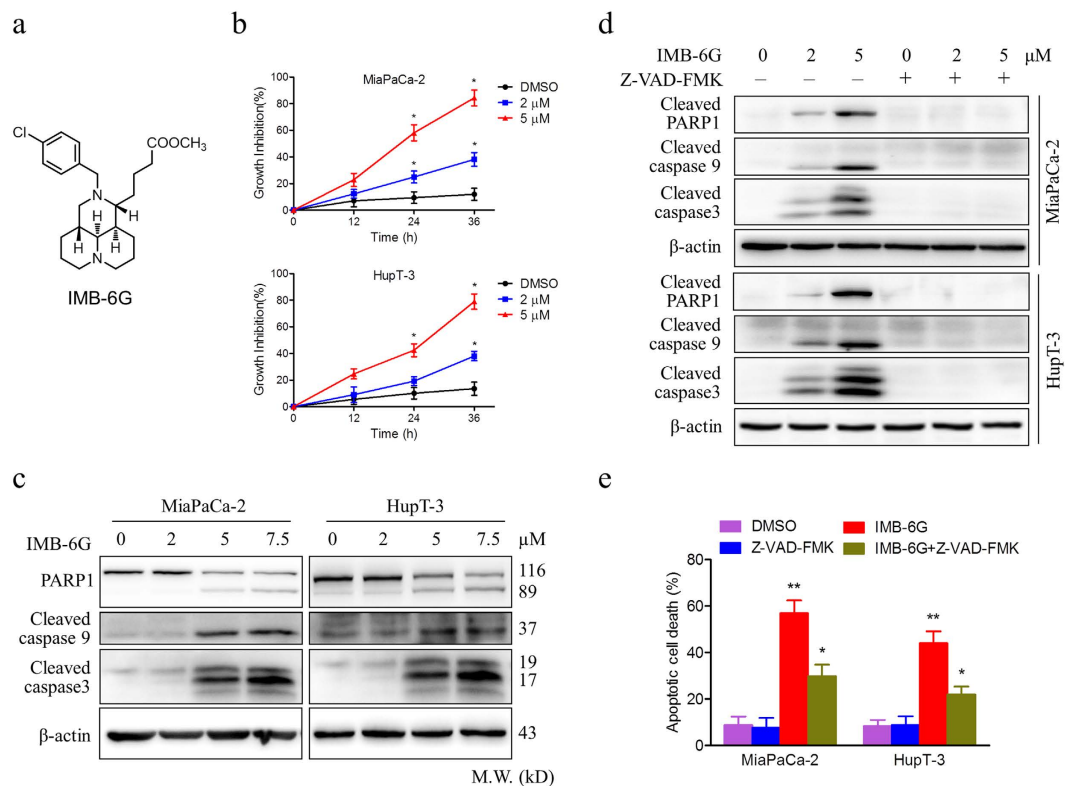 a
Cl
COOCH3
N
H
H
H
H
N
IMB-6G
b
MiaPaCa-2
Growth Inhibition(%)
100
80
60
40
20
0
0 12 24 36
Time (h)
* * * *
DMSO
2 μM
5 μM
HupT-3
Growth Inhibition(%)
100
80
60
40
20
0
0 12 24 36
Time (h)
* * *
DMSO
2 μM
5 μM
c
MiaPaCa-2 HupT-3
IMB-6G 0 2 5 7.5 0 2 5 7.5 μM
PARP1 116
89
Cleaved
caspase 9 37
Cleaved
caspase3
19
17
β-actin 43
M.W. (kD)
d
IMB-6G 0 2 5 0 2 5 μM
Z-VAD-FMK – – – + + +
Cleaved
PARP1
Cleaved
caspase 9
Cleaved
caspase3
β-actin
MiaPaCa-2
Cleaved
PARP1
Cleaved
caspase 9
Cleaved
caspase3
β-actin
HupT-3
e
DMSO IMB-6G
Z-VAD-FMK IMB-6G+Z-VAD-FMK
Apoptotic cell death (%)
80
60
40
20
0
** * ** *
MiaPaCa-2 HupT-3